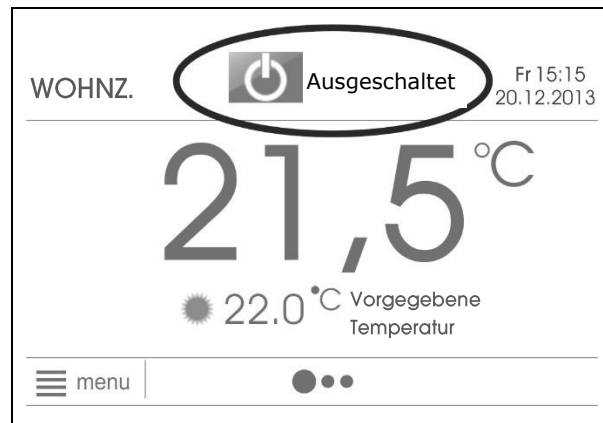 WOHNZ.
Ausgeschaltet
Fr 15:15
20.12.2013
21,5 °C
22.0 °C Vorgegebene
Temperatur
menu